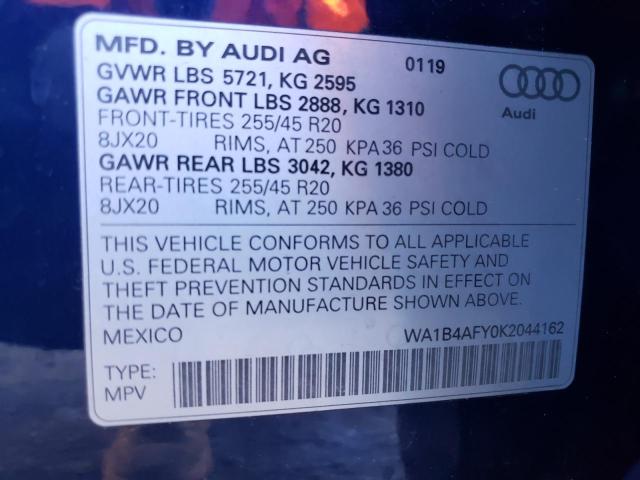 MFD. BY AUDI AG 0119
GVWR LBS 5721, KG 2595
GAWR FRONT LBS 2888, KG 1310
FRONT-TIRES 255/45 R20
8JX20 RIMS, AT 250 KPA 36 PSI COLD
GAWR REAR LBS 3042, KG 1380
REAR-TIRES 255/45 R20
8JX20 RIMS, AT 250 KPA 36 PSI COLD
Audi
THIS VEHICLE CONFORMS TO ALL APPLICABLE
U.S. FEDERAL MOTOR VEHICLE SAFETY AND
THEFT PREVENTION STANDARDS IN EFFECT ON
THE DATE OF MANUFACTURE SHOWN ABOVE.
MEXICO WA1B4AFY0K2044162
TYPE:
MPV